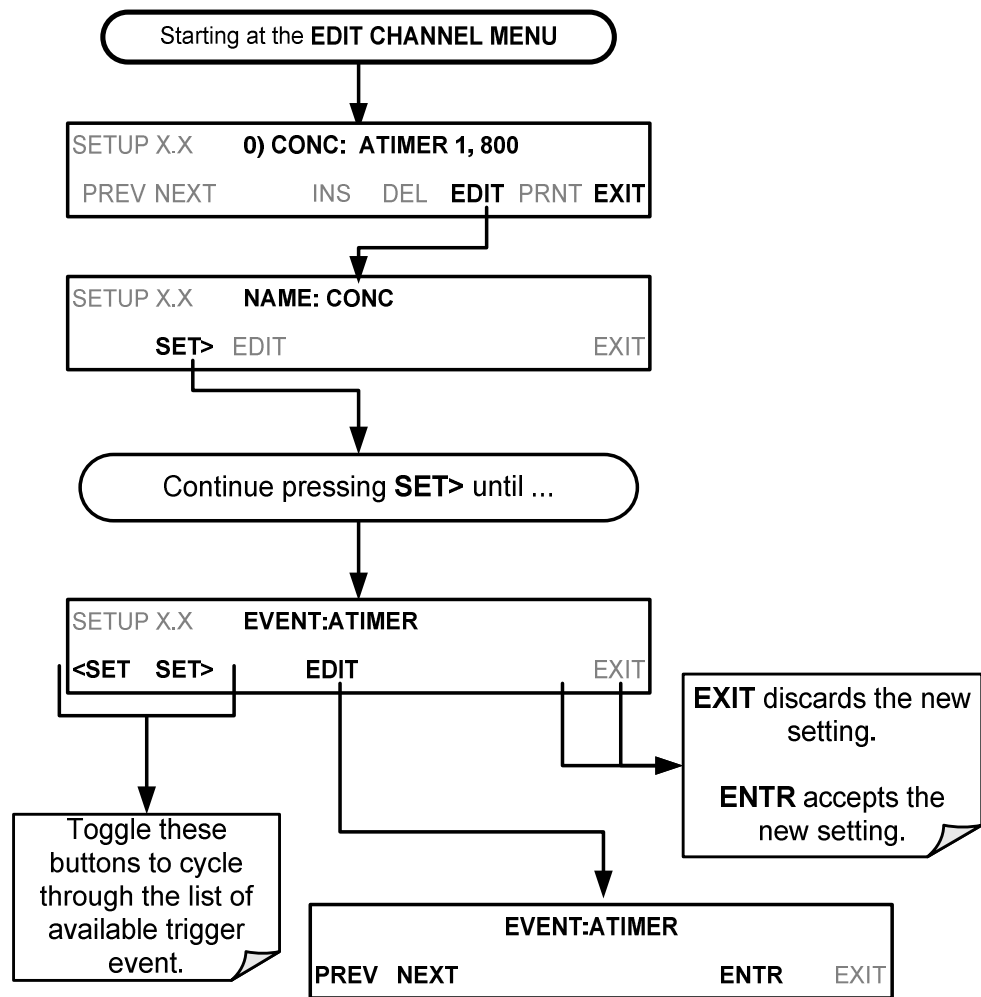 Starting at the EDIT CHANNEL MENU
SETUP X.X 0) CONC: ATIMER 1, 800
PREV NEXT INS DEL EDIT PRNT EXIT
SETUP X.X NAME: CONC
SET> EDIT EXIT
Continue pressing SET> until ...
SETUP X.X EVENT:ATIMER
<SET SET> EDIT EXIT
EXIT discards the new
setting.
ENTR accepts the
new setting.
Toggle these
buttons to cycle
through the list of
available trigger
event.
EVENT:ATIMER
PREV NEXT ENTR EXIT